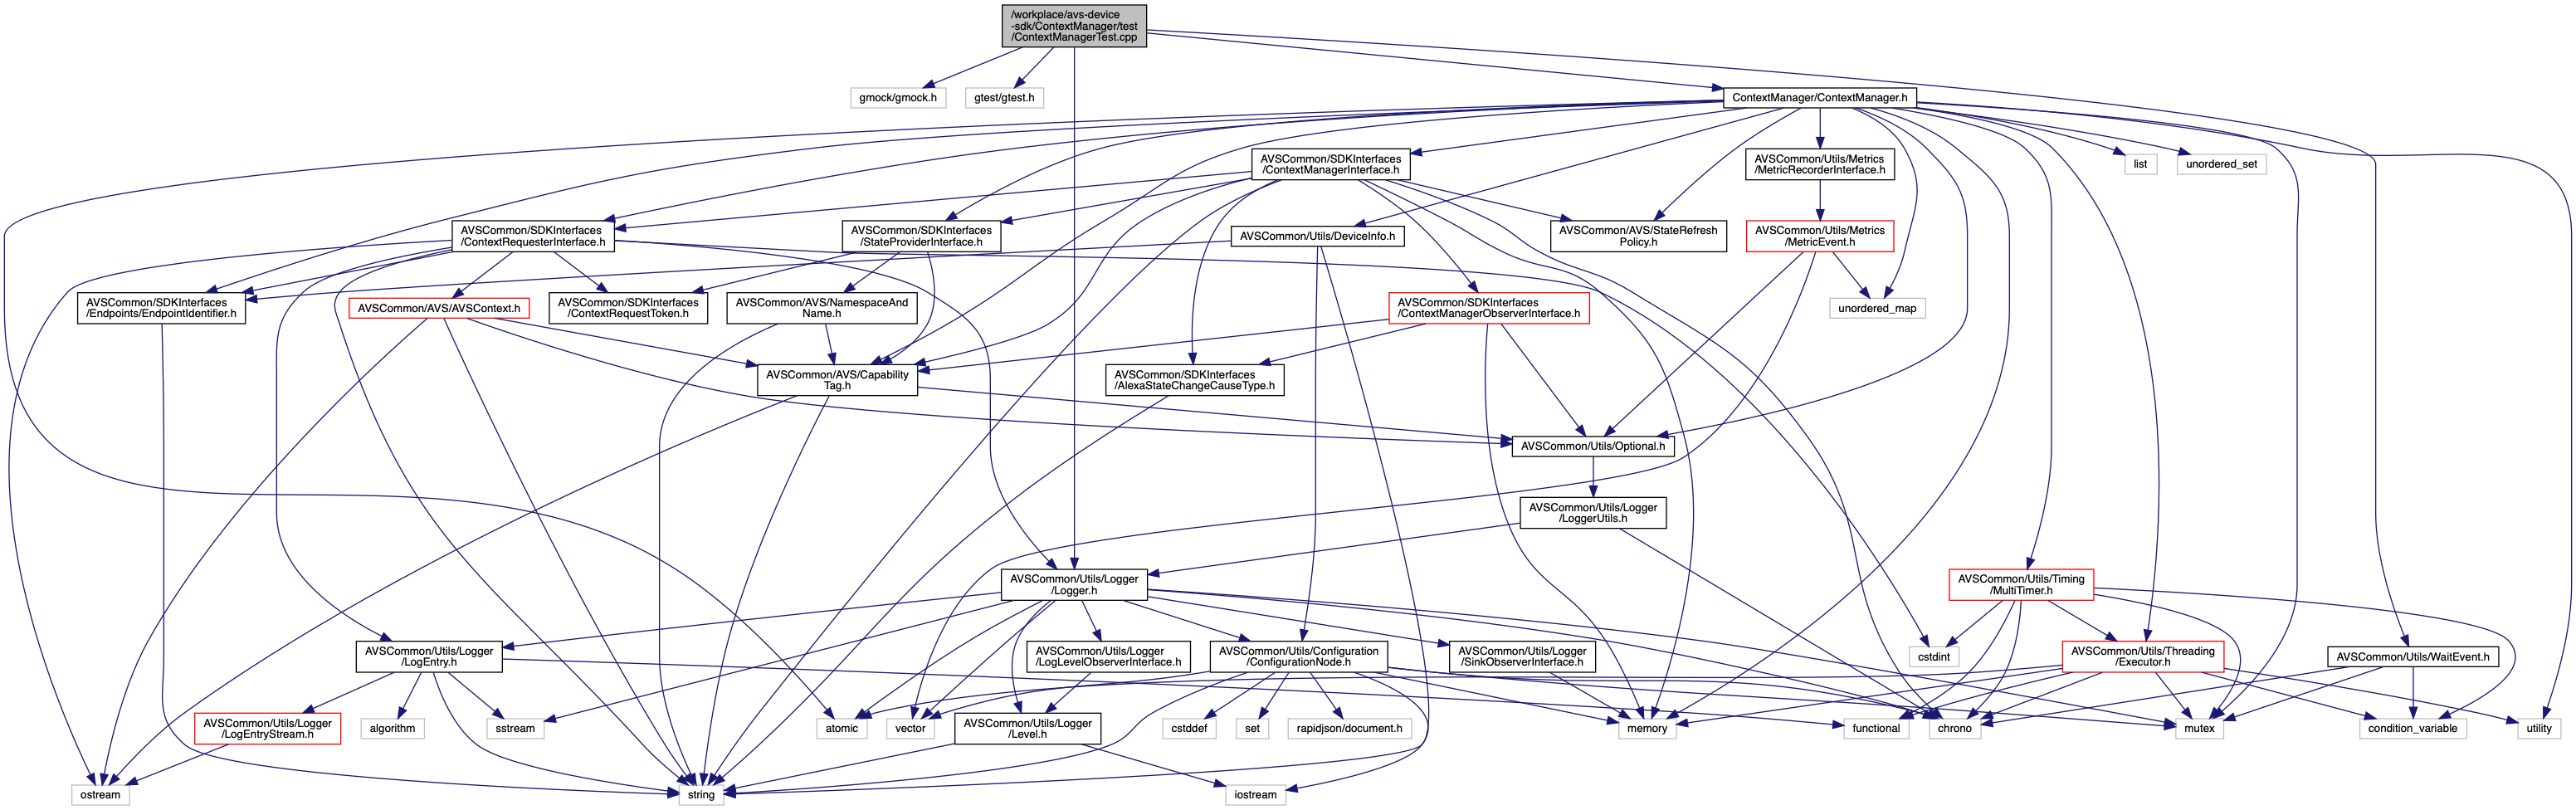 /workplace/avs-device
-sdk/ContextManager/test
/ContextManagerTest.cpp
gmock/gmock.h
gtest/gtest.h
ContextManager/ContextManager.h
AVSCommon/SDKInterfaces
/ContextManagerInterface.h
AVSCommon/Utils/Metrics
/MetricRecorderInterface.h
list
unordered_set
AVSCommon/SDKInterfaces
/ContextRequesterInterface.h
AVSCommon/SDKInterfaces
/StateProviderInterface.h
AVSCommon/Utils/DeviceInfo.h
AVSCommon/AVS/StateRefresh
Policy.h
AVSCommon/Utils/Metrics
/MetricEvent.h
AVSCommon/SDKInterfaces
/Endpoints/EndpointIdentifier.h
AVSCommon/AVS/AVSContext.h
AVSCommon/SDKInterfaces
/ContextRequestToken.h
AVSCommon/AVS/NamespaceAnd
Name.h
AVSCommon/SDKInterfaces
/ContextManagerObserverInterface.h
unordered_map
AVSCommon/AVS/Capability
Tag.h
AVSCommon/SDKInterfaces
/AlexaStateChangeCauseType.h
AVSCommon/Utils/Optional.h
AVSCommon/Utils/Logger
/LoggerUtils.h
AVSCommon/Utils/Logger
/Logger.h
AVSCommon/Utils/Timing
/MultiTimer.h
AVSCommon/Utils/Logger
/LogEntry.h
AVSCommon/Utils/Logger
/LogLevelObserverInterface.h
AVSCommon/Utils/Configuration
/ConfigurationNode.h
AVSCommon/Utils/Logger
/SinkObserverInterface.h
cstdint
AVSCommon/Utils/Threading
/Executor.h
AVSCommon/Utils/WaitEvent.h
AVSCommon/Utils/Logger
/LogEntryStream.h
algorithm
sstream
atomic
vector
AVSCommon/Utils/Logger
/Level.h
cstddef
set
rapidjson/document.h
memory
functional
chrono
mutex
condition_variable
utility
ostream
string
iostream